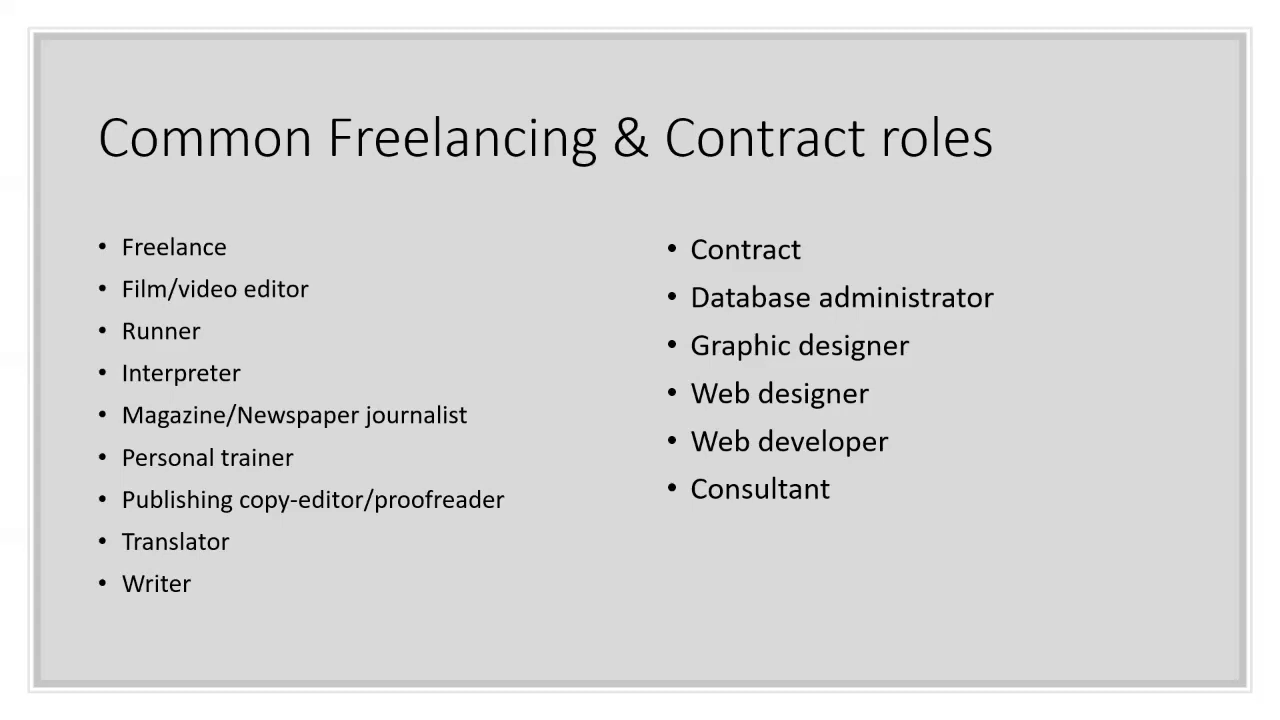 Common Freelancing & Contract roles
• Freelance
• Film/video editor
• Runner
• Interpreter
• Magazine/Newspaper journalist
• Personal trainer
• Publishing copy-editor/proofreader
• Translator
• Writer
• Contract
• Database administrator
• Graphic designer
• Web designer
• Web developer
• Consultant